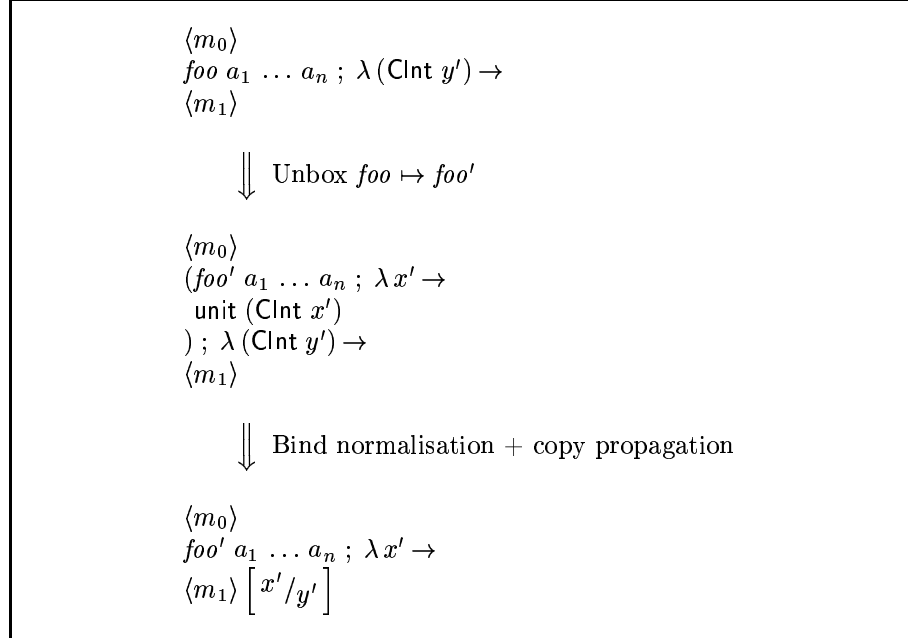 ⟨m₀⟩
foo a₁ … aₙ ; λ (CInt y′) →
⟨m₁⟩
⇓ Unbox foo ↦ foo′
⟨m₀⟩
(foo′ a₁ … aₙ ; λ x′ →
unit (CInt x′)
) ; λ (CInt y′) →
⟨m₁⟩
⇓ Bind normalisation + copy propagation
⟨m₀⟩
foo′ a₁ … aₙ ; λ x′ →
⟨m₁⟩ [ x′/y′ ]